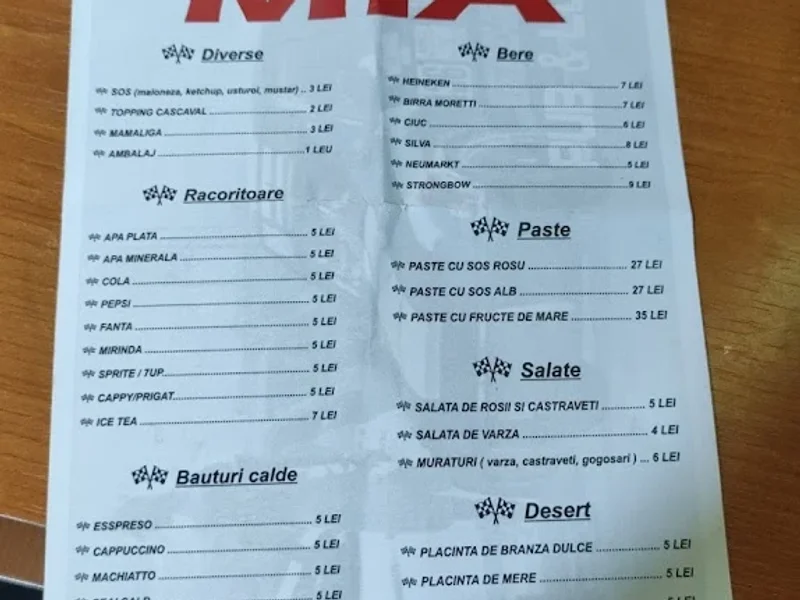 MIA
Diverse
SOS (maioneza, ketchup, usturoi, mustar) .. 3 LEI
TOPPING CASCAVAL ........ 2 LEI
MAMALIGA ........ 3 LEI
AMBALAJ ........ 1 LEU
Racoritoare
APA PLATA ........ 5 LEI
APA MINERALA ........ 5 LEI
COLA ........ 5 LEI
PEPSI ........ 5 LEI
FANTA ........ 5 LEI
MIRINDA ........ 5 LEI
SPRITE / 7UP ........ 5 LEI
CAPPY/PRIGAT ........ 5 LEI
ICE TEA ........ 7 LEI
Bauturi calde
ESSPRESO ........ 5 LEI
CAPPUCCINO ........ 5 LEI
MACHIATTO ........ 5 LEI
5 LEI
Bere
HEINEKEN ........ 7 LEI
BIRRA MORETTI ........ 7 LEI
CIUC ........ 6 LEI
SILVA ........ 8 LEI
NEUMARKT ........ 5 LEI
STRONGBOW ........ 9 LEI
Paste
PASTE CU SOS ROSU ........ 27 LEI
PASTE CU SOS ALB ........ 27 LEI
PASTE CU FRUCTE DE MARE ........ 35 LEI
Salate
SALATA DE ROSII SI CASTRAVETI ........ 5 LEI
SALATA DE VARZA ........ 4 LEI
MURATURI ( varza, castraveti, gogosari ) ... 6 LEI
Desert
PLACINTA DE BRANZA DULCE ........ 5 LEI
PLACINTA DE MERE ........ 5 LEI